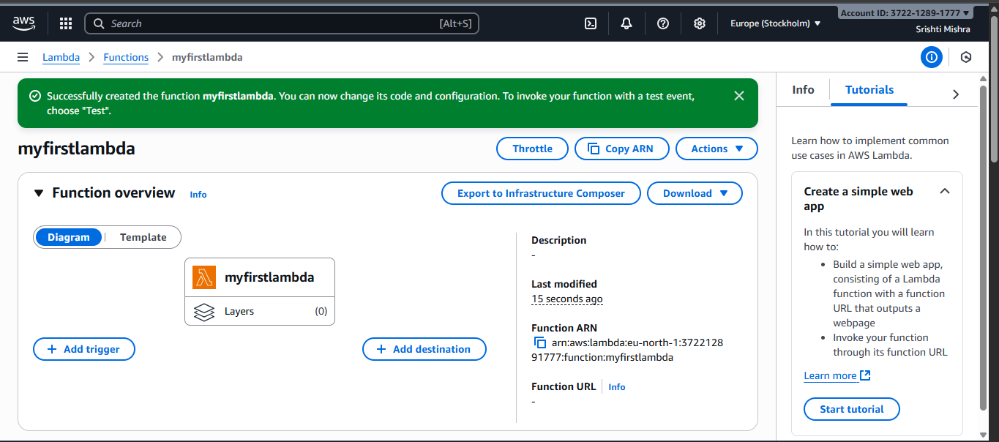 aws
Search [Alt+S]
Europe (Stockholm)
Account ID: 3722-1289-1777
Srishti Mishra
Lambda
Functions
myfirstlambda
Successfully created the function myfirstlambda. You can now change its code and configuration. To invoke your function with a test event,
choose "Test".
myfirstlambda
Throttle
Copy ARN
Actions
Function overview Info
Export to Infrastructure Composer
Download
Diagram
Template
myfirstlambda
Layers (0)
+ Add trigger
+ Add destination
Description
-
Last modified
15 seconds ago
Function ARN
arn:aws:lambda:eu-north-1:3722128
91777:function:myfirstlambda
Function URL Info
-
Info
Tutorials
Learn how to implement common
use cases in AWS Lambda.
Create a simple web
app
In this tutorial you will learn
how to:
• Build a simple web app,
consisting of a Lambda
function with a function
URL that outputs a
webpage
• Invoke your function
through its function URL
Learn more
Start tutorial